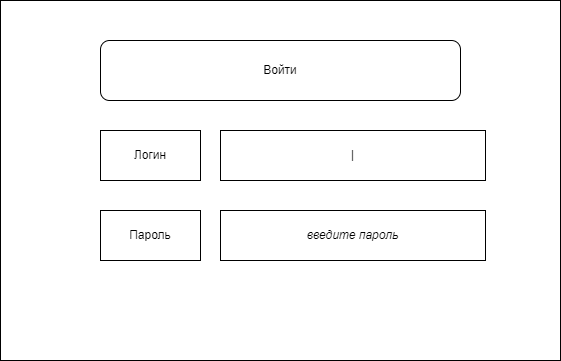 Войти
Логин
|
Пароль
введите пароль